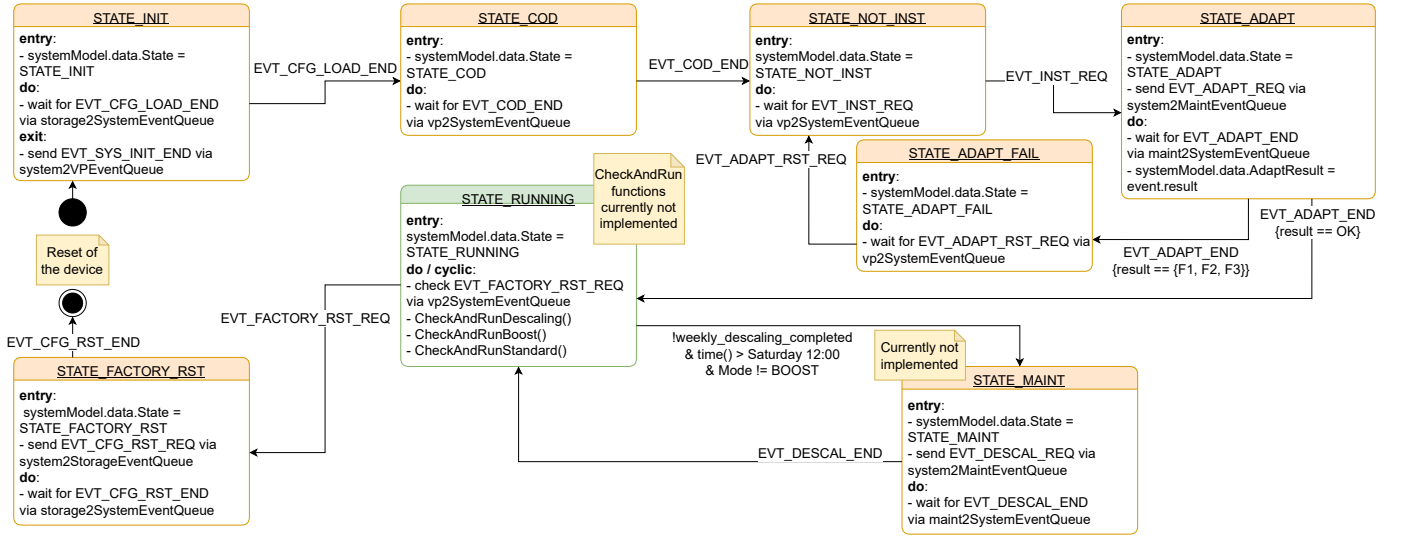 STATE_INIT
entry:
- systemModel.data.State =
STATE_INIT
do:
- wait for EVT_CFG_LOAD_END
via storage2SystemEventQueue
exit:
- send EVT_SYS_INIT_END via
system2VPEventQueue
EVT_CFG_LOAD_END
STATE_COD
entry:
- systemModel.data.State =
STATE_COD
do:
- wait for EVT_COD_END
via vp2SystemEventQueue
EVT_COD_END
STATE_NOT_INST
entry:
- systemModel.data.State =
STATE_NOT_INST
do:
- wait for EVT_INST_REQ
via vp2SystemEventQueue
EVT_INST_REQ
STATE_ADAPT
entry:
- systemModel.data.State =
STATE_ADAPT
- send EVT_ADAPT_REQ via
system2MaintEventQueue
do:
- wait for EVT_ADAPT_END
via maint2SystemEventQueue
- systemModel.data.AdaptResult =
event.result
EVT_ADAPT_RST_REQ
STATE_ADAPT_FAIL
entry:
- systemModel.data.State =
STATE_ADAPT_FAIL
do:
- wait for EVT_ADAPT_RST_REQ via
vp2SystemEventQueue
EVT_ADAPT_END
{result == OK}
EVT_ADAPT_END
{result == {F1, F2, F3}}
CheckAndRun
functions
currently not
implemented
STATE_RUNNING
entry:
systemModel.data.State =
STATE_RUNNING
do / cyclic:
- check EVT_FACTORY_RST_REQ
via vp2SystemEventQueue
- CheckAndRunDescaling()
- CheckAndRunBoost()
- CheckAndRunStandard()
Reset of
the device
EVT_FACTORY_RST_REQ
EVT_CFG_RST_END
STATE_FACTORY_RST
entry:
systemModel.data.State =
STATE_FACTORY_RST
- send EVT_CFG_RST_REQ via
system2StorageEventQueue
do:
- wait for EVT_CFG_RST_END
via storage2SystemEventQueue
!weekly_descaling_completed
& time() > Saturday 12:00
& Mode != BOOST
Currently not
implemented
STATE_MAINT
entry:
- systemModel.data.State =
STATE_MAINT
- send EVT_DESCAL_REQ via
system2MaintEventQueue
do:
- wait for EVT_DESCAL_END
via maint2SystemEventQueue
EVT_DESCAL_END